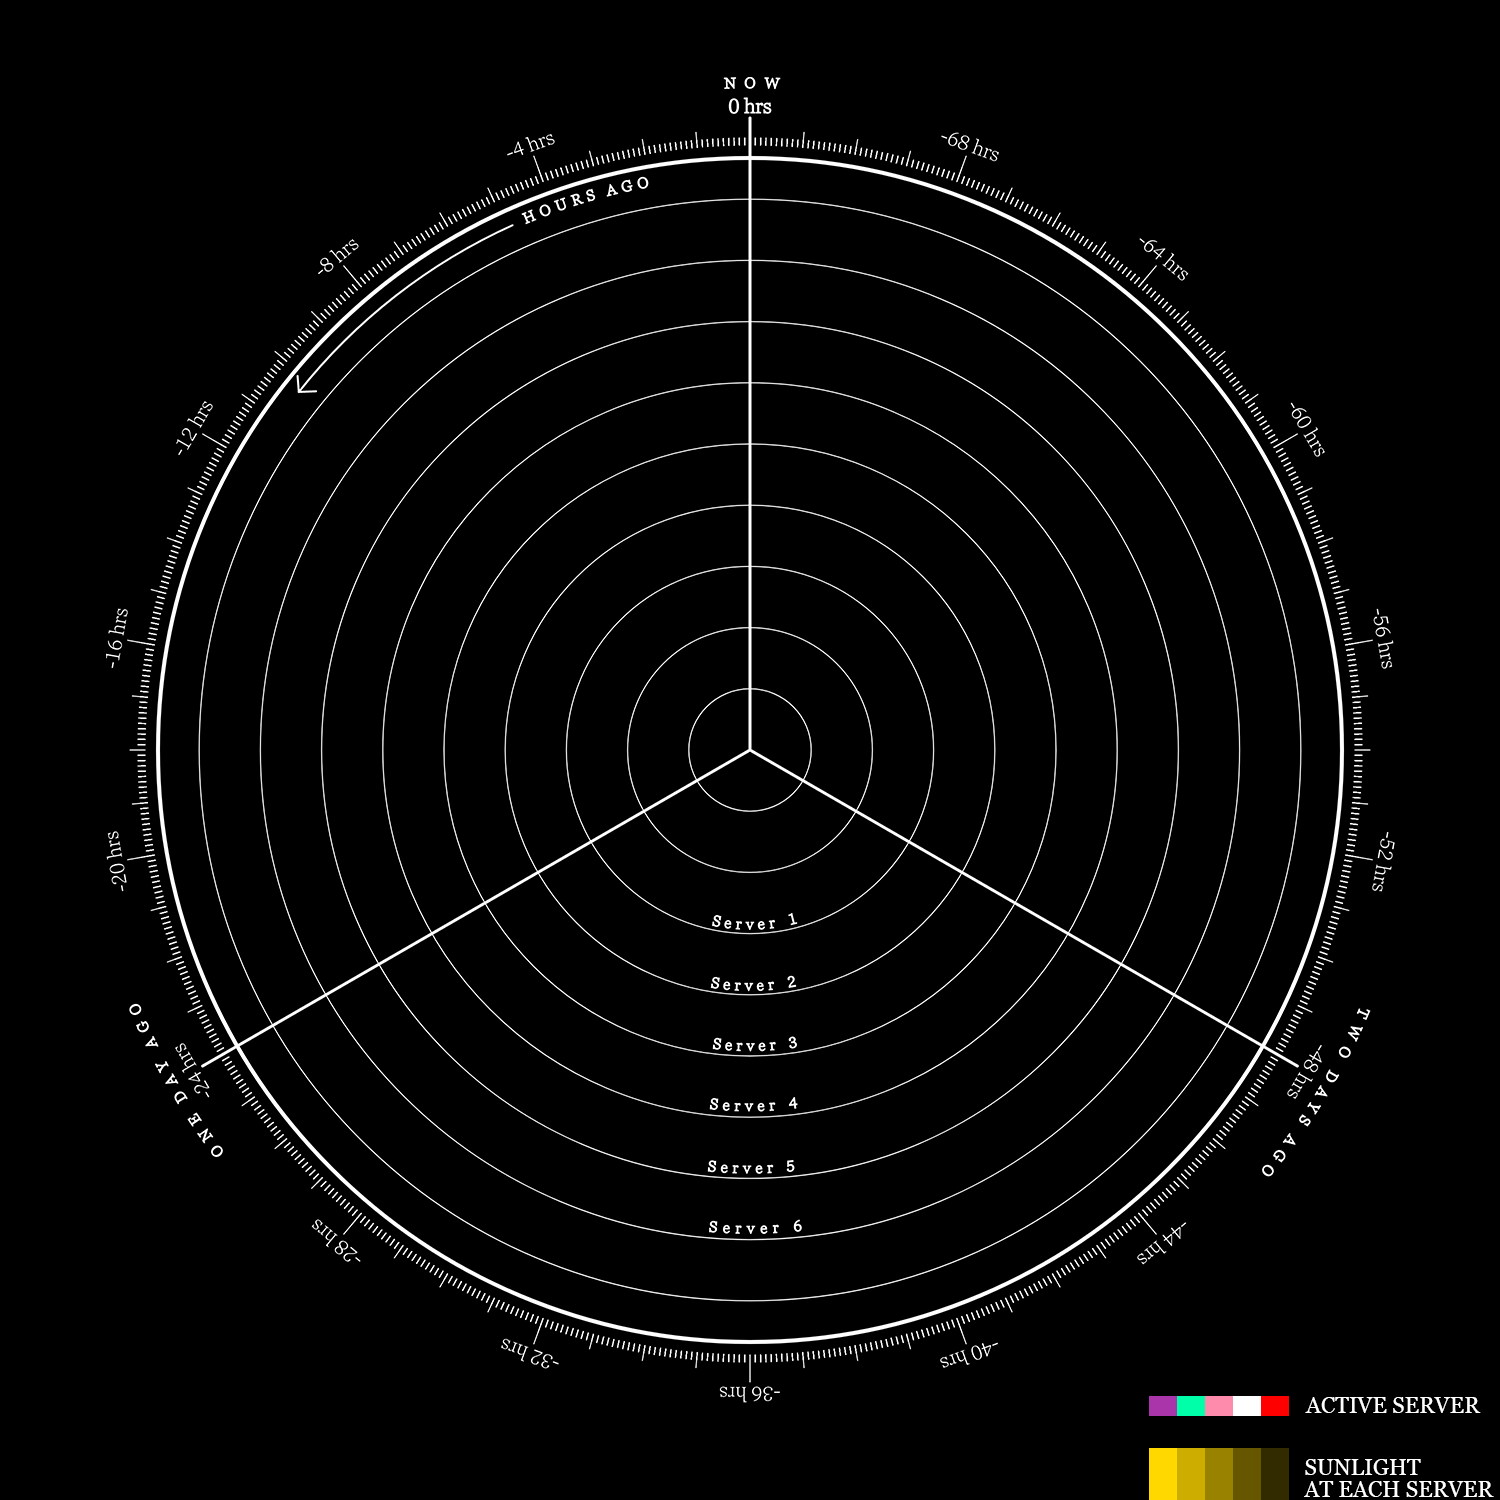 NOW
0 hrs
-4 hrs
HOURS AGO
-8 hrs
-12 hrs
-16 hrs
-20 hrs
-24 hrs
ONE DAY AGO
-28 hrs
-32 hrs
-36 hrs
-40 hrs
-44 hrs
-48 hrs
TWO DAYS AGO
-52 hrs
-56 hrs
-60 hrs
-64 hrs
-68 hrs
Server 1
Server 2
Server 3
Server 4
Server 5
Server 6
ACTIVE SERVER
SUNLIGHT
AT EACH SERVER